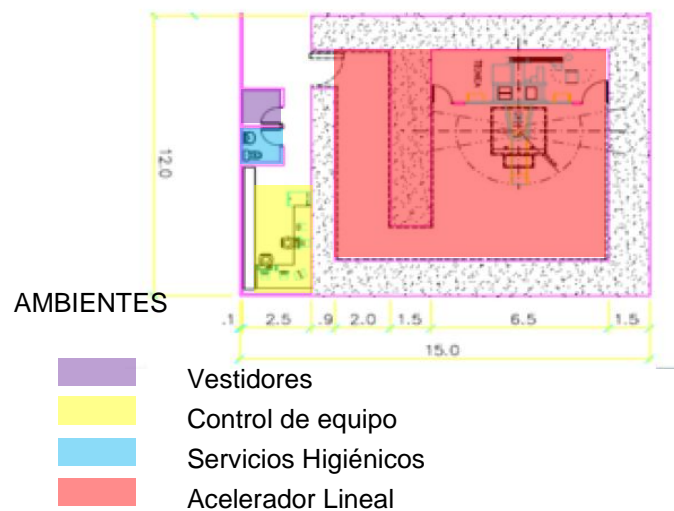 12.0
AMBIENTES
.1 2.5 .9 2.0 1.5 6.5 1.5
15.0
Vestidores
Control de equipo
Servicios Higiénicos
Acelerador Lineal